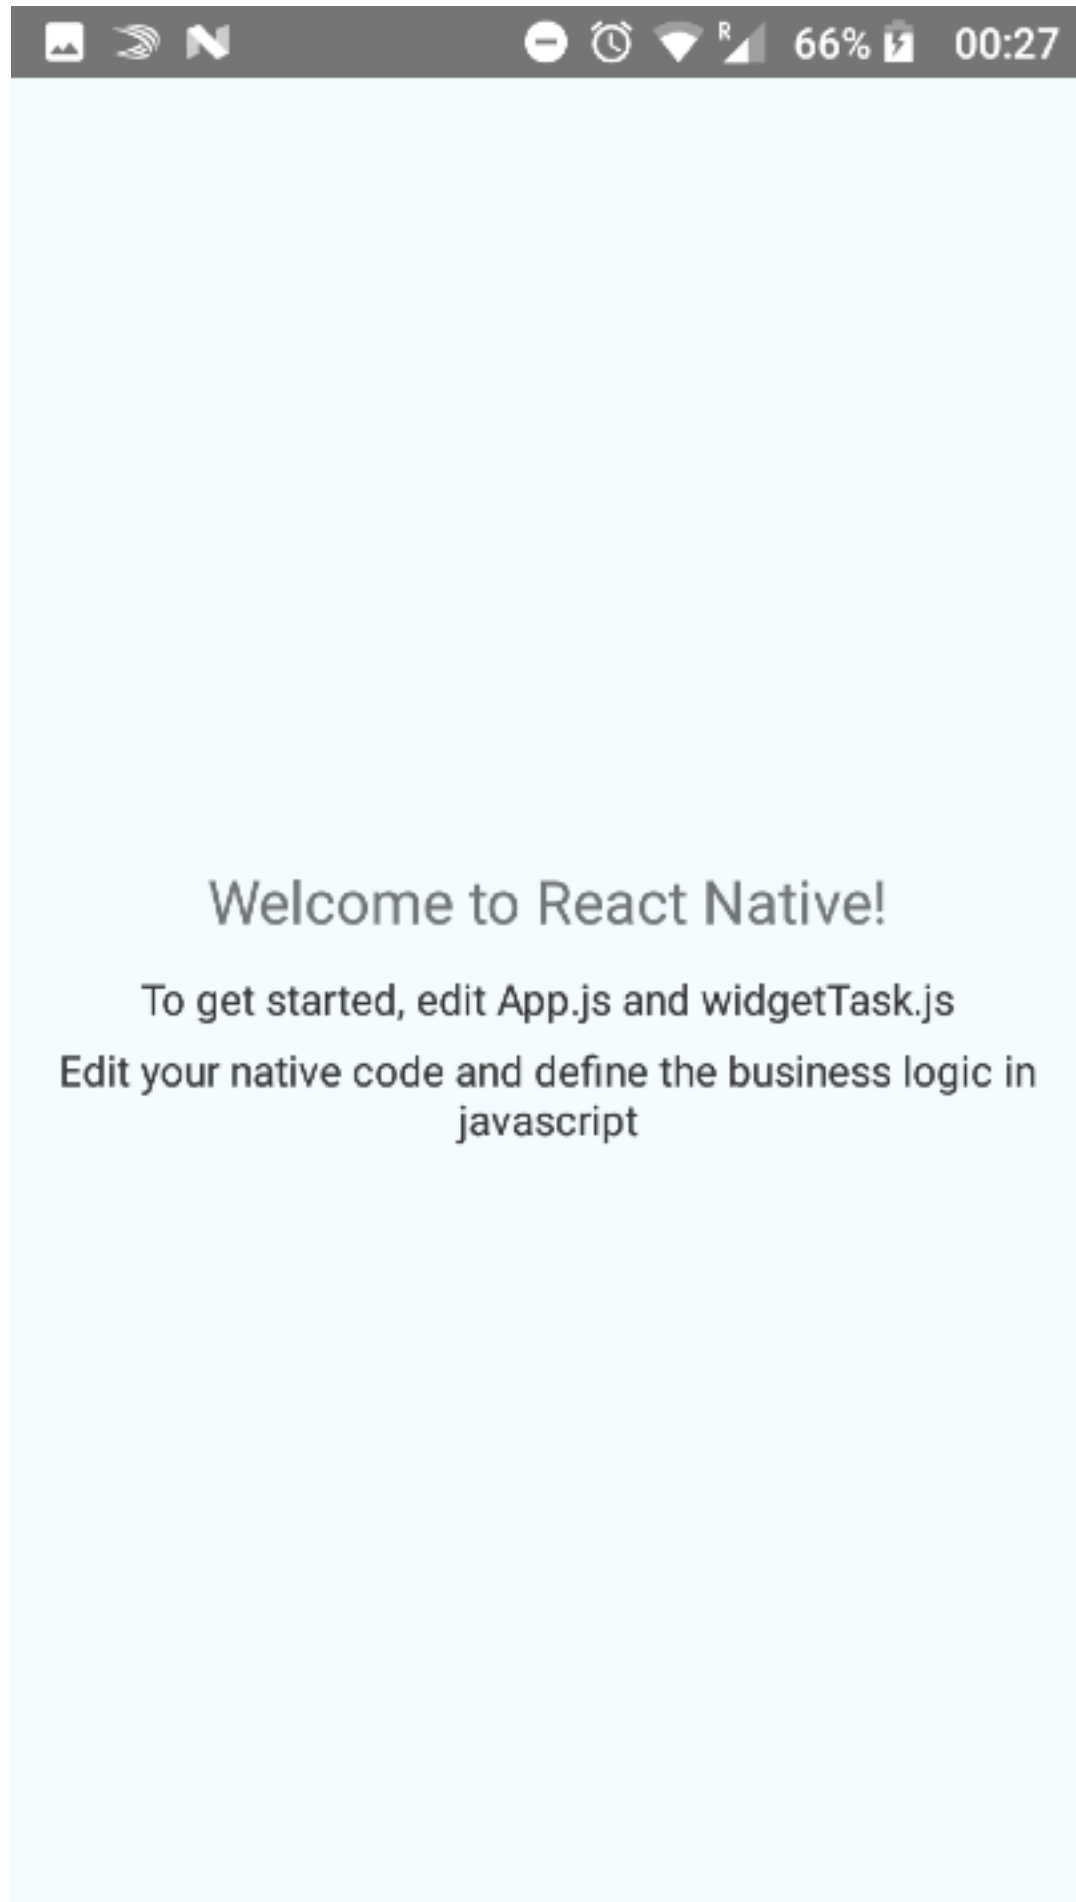 R 66% 00:27
Welcome to React Native!
To get started, edit App.js and widgetTask.js
Edit your native code and define the business logic in
javascript